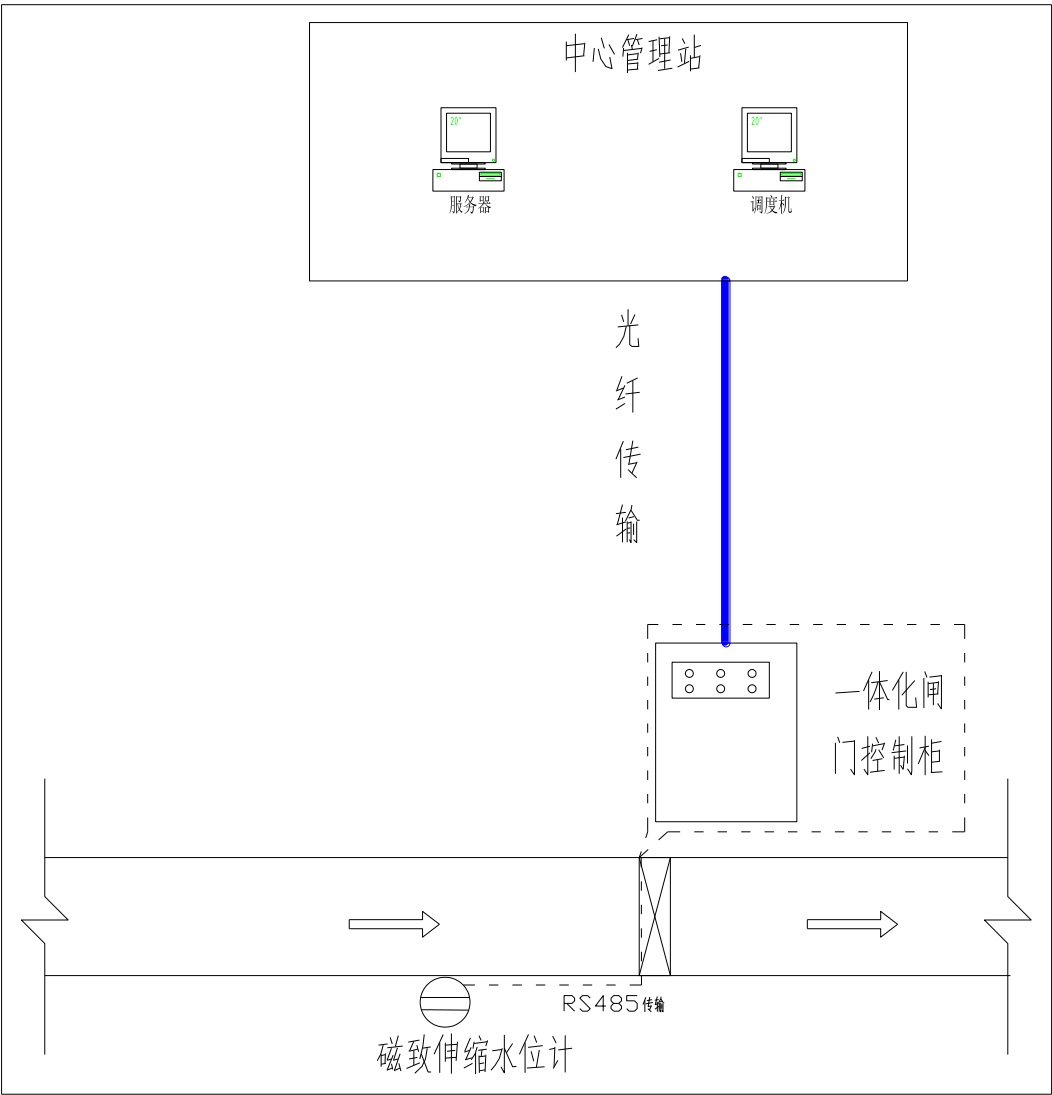 中心管理站
20"
20"
服务器
调度机
光
纤
传
输
一体化闸
门控制柜
RS485传输
磁致伸缩水位计